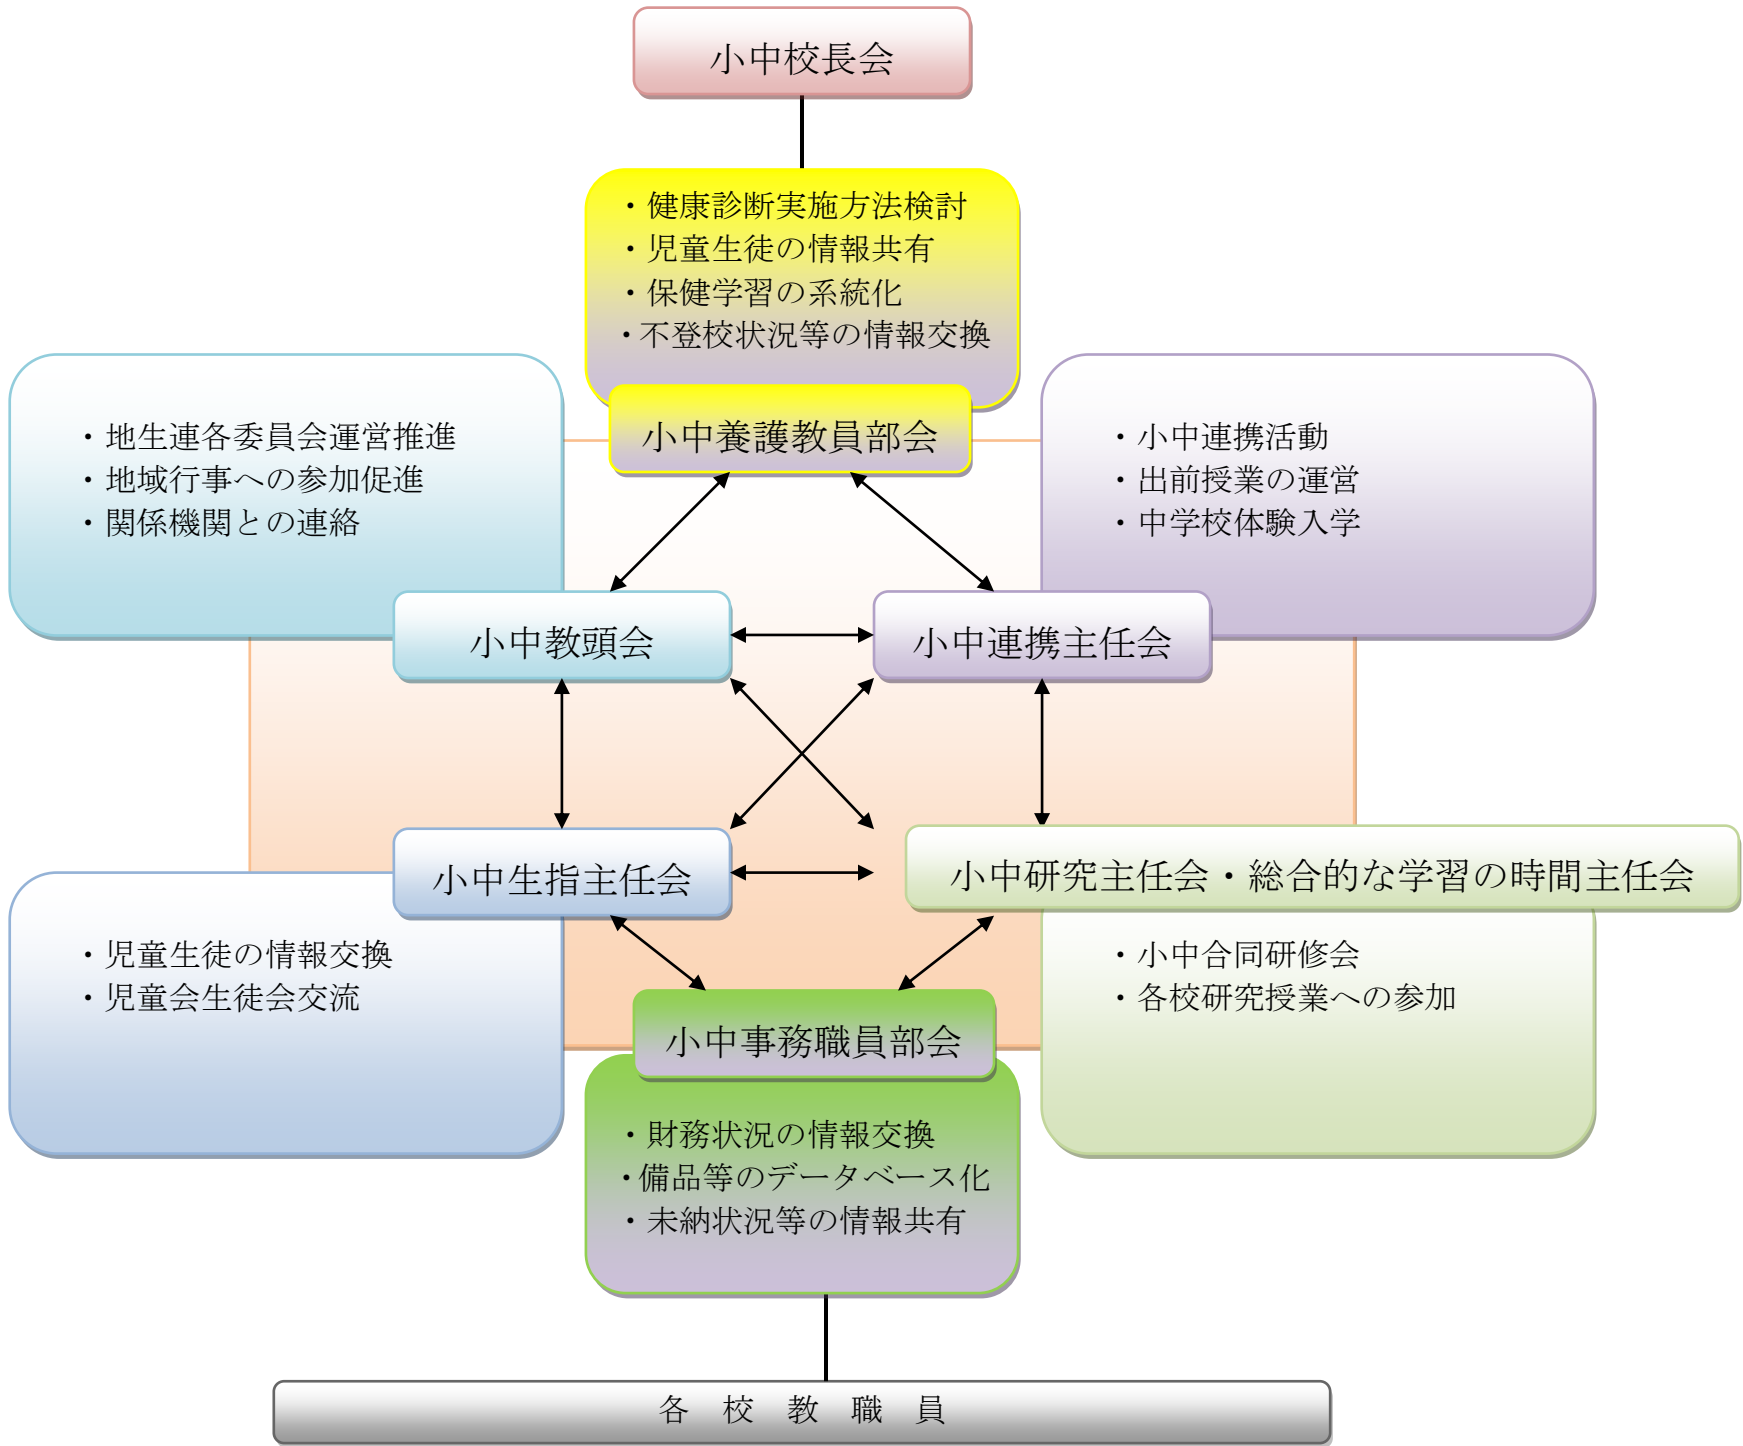 小中校長会
・健康診断実施方法検討
・児童生徒の情報共有
・保健学習の系統化
・不登校状況等の情報交換
小中養護教員部会
・地生連各委員会運営推進
・地域行事への参加促進
・関係機関との連絡
小中教頭会
・小中連携活動
・出前授業の運営
・中学校体験入学
小中連携主任会
小中生指主任会
・児童生徒の情報交換
・児童会生徒会交流
小中研究主任会・総合的な学習の時間主任会
・小中合同研修会
・各校研究授業への参加
小中事務職員部会
・財務状況の情報交換
・備品等のデータベース化
・未納状況等の情報共有
各　校　教　職　員